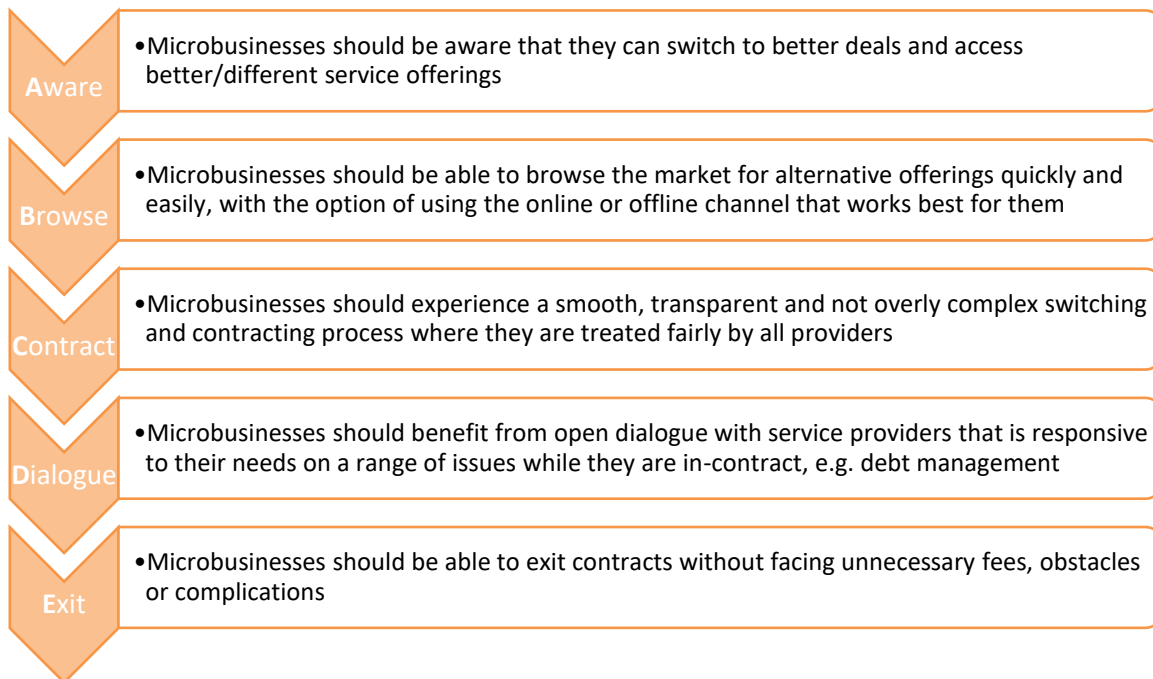 Aware
•Microbusinesses should be aware that they can switch to better deals and access
better/different service offerings
Browse
•Microbusinesses should be able to browse the market for alternative offerings quickly and
easily, with the option of using the online or offline channel that works best for them
Contract
•Microbusinesses should experience a smooth, transparent and not overly complex switching
and contracting process where they are treated fairly by all providers
Dialogue
•Microbusinesses should benefit from open dialogue with service providers that is responsive
to their needs on a range of issues while they are in-contract, e.g. debt management
Exit
•Microbusinesses should be able to exit contracts without facing unnecessary fees, obstacles
or complications